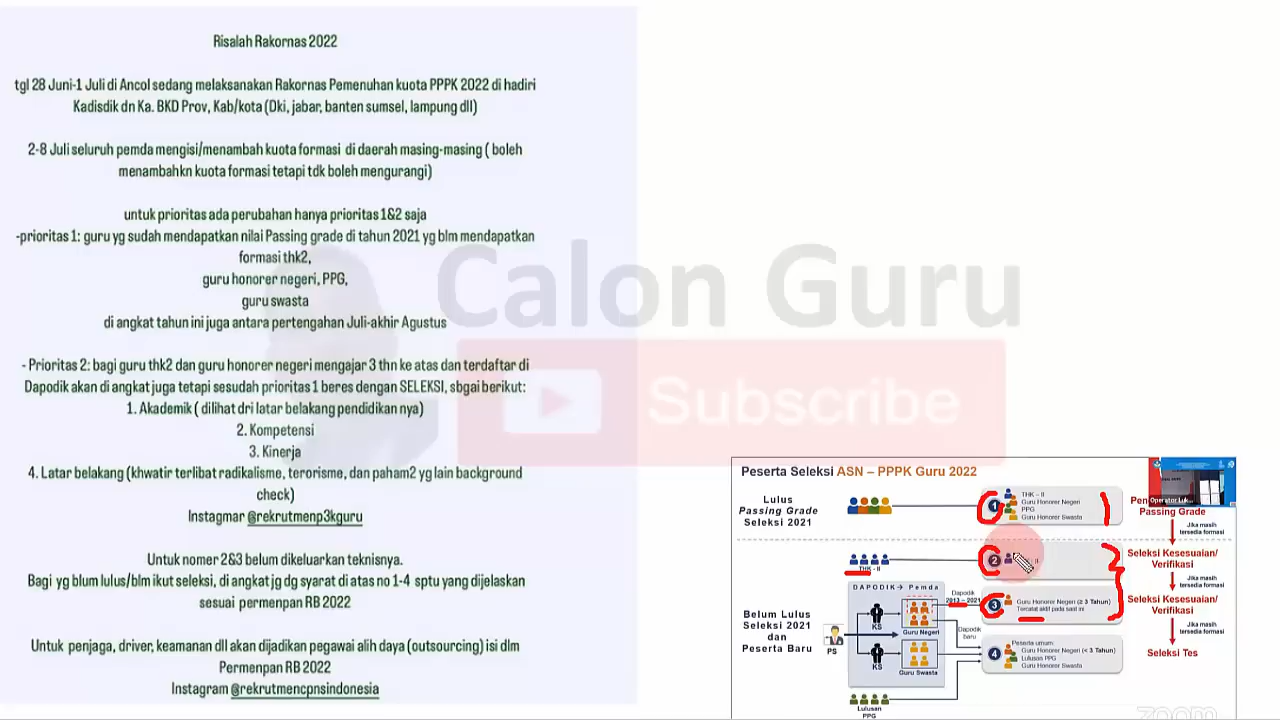 Risalah Rakornas 2022
tgl 28 Juni-1 Juli di Ancol sedang melaksanakan Rakornas Pemenuhan kuota PPPK 2022 di hadiri
Kadisdik dn Ka. BKD Prov, Kab/kota (Dki, jabar, banten sumsel, lampung dll)
2-8 Juli seluruh pemda mengisi/menambah kuota formasi di daerah masing-masing ( boleh
menambahkn kuota formasi tetapi tdk boleh mengurangi)
untuk prioritas ada perubahan hanya prioritas 1&2 saja
-prioritas 1: guru yg sudah mendapatkan nilai Passing grade di tahun 2021 yg blm mendapatkan
formasi thk2,
guru honorer negeri, PPG,
guru swasta
di angkat tahun ini juga antara pertengahan Juli-akhir Agustus
- Prioritas 2: bagi guru thk2 dan guru honorer negeri mengajar 3 thn ke atas dan terdaftar di
Dapodik akan di angkat juga tetapi sesudah prioritas 1 beres dengan SELEKSI, sbgai berikut:
1. Akademik ( dilihat dri latar belakang pendidikan nya)
2. Kompetensi
3. Kinerja
4. Latar belakang (khwatir terlibat radikalisme, terorisme, dan paham2 yg lain background
check)
Instagmar @rekrutmenp3kguru
Untuk nomer 2&3 belum dikeluarkan teknisnya.
Bagi yg blum lulus/blm ikut seleksi, di angkat jg dg syarat di atas no 1-4 sptu yang dijelaskan
sesuai permenpan RB 2022
Untuk penjaga, driver, keamanan dll akan dijadikan pegawai alih daya (outsourcing) isi dlm
Permenpan RB 2022
Instagram @rekrutmencpnsindonesia
Calon Guru
Subscribe
Peserta Seleksi ASN – PPPK Guru 2022
Operator Luk...
Lulus
Passing Grade
Seleksi 2021
1
THK – II
Guru Honorer Negeri
PPG
Guru Honorer Swasta
Passing Grade
Jika masih
tersedia formasi
THK - II
2
Seleksi Kesesuaian/
Verifikasi
Jika masih
tersedia formasi
Belum Lulus
Seleksi 2021
dan
Peserta Baru
PS
DAPODIK → Pemda
KS
Guru Negeri
KS
Guru Swasta
Dapodik
2013 – 2021
3
Guru Honorer Negeri (≥ 3 Tahun)
Tercatat aktif pada saat ini
Seleksi Kesesuaian/
Verifikasi
Jika masih
tersedia formasi
Dapodik
baru
4
Peserta umum:
Guru Honorer Negeri (< 3 Tahun)
Lulusan PPG
Guru Honorer Swasta
Seleksi Tes
Lulusan
PPG
zoom